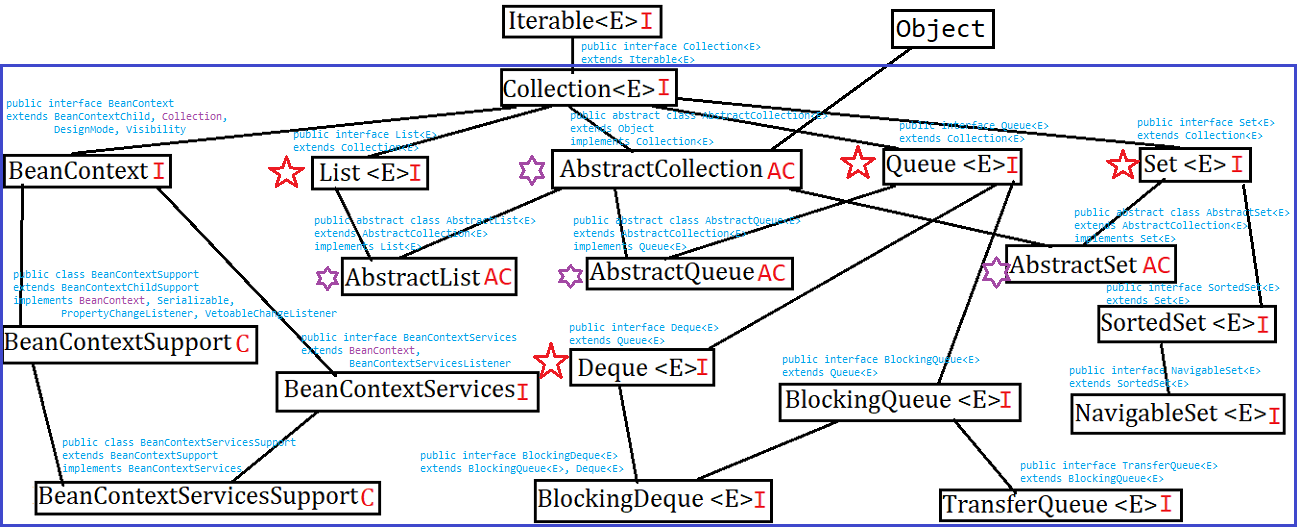 Iterable<E>I
Object
public interface Collection<E>
extends Iterable<E>
Collection<E>I
public interface BeanContext
extends BeanContextChild, Collection,
DesignMode, Visibility
BeanContext I
public interface List<E>
extends Collection<E>
List <E>I
public abstract class AbstractCollection<E>
extends Object
implements Collection<E>
AbstractCollection AC
public interface Queue<E>
extends Collection<E>
Queue <E>I
public interface Set<E>
extends Collection<E>
Set <E>I
public abstract class AbstractList<E>
extends AbstractCollection<E>
implements List<E>
AbstractList AC
public abstract class AbstractQueue<E>
extends AbstractCollection<E>
implements Queue<E>
AbstractQueue AC
public abstract class AbstractSet<E>
extends AbstractCollection<E>
implements Set<E>
AbstractSet AC
public class BeanContextSupport
extends BeanContextChildSupport
implements BeanContext, Serializable,
PropertyChangeListener, VetoableChangeListener
BeanContextSupport C
public interface SortedSet<E>
extends Set<E>
SortedSet <E>I
public interface BeanContextServices
extends BeanContext,
BeanContextServicesListener
BeanContextServicesI
public interface Deque<E>
extends Queue<E>
Deque <E>I
public interface BlockingQueue<E>
extends Queue<E>
BlockingQueue <E>I
public interface NavigableSet<E>
extends SortedSet<E>
NavigableSet <E>I
public class BeanContextServicesSupport
extends BeanContextSupport
implements BeanContextServices
BeanContextServicesSupport C
public interface BlockingDeque<E>
extends BlockingQueue<E>, Deque<E>
BlockingDeque <E>I
public interface TransferQueue<E>
extends BlockingQueue<E>
TransferQueue <E>I